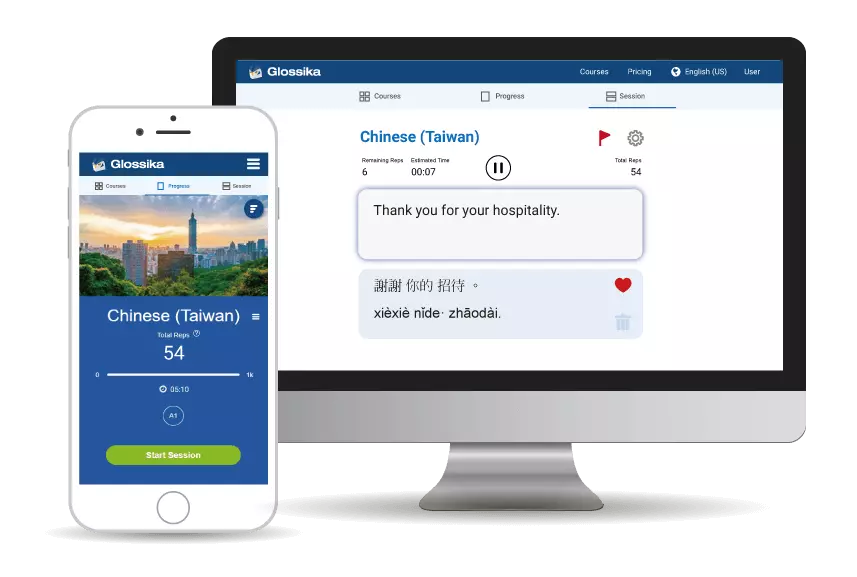 Glossika
Courses Pricing English (US) User
Courses Progress Session
Chinese (Taiwan)
Remaining Reps Estimated Time Total Reps
6 00:07 54
Thank you for your hospitality.
謝謝 你的 招待 。
xièxiè nǐde· zhāodài.
Glossika
Courses Progress Session
Chinese (Taiwan)
Total Reps ?
54
0 1k
05:10
A1
Start Session